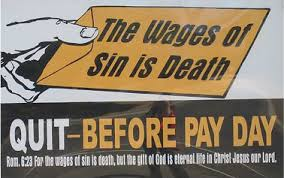 The Wages of
Sin is Death
QUIT-BEFORE PAY DAY
Rom. 6:23 For the wages of sin is death, but the gift of God is eternal life in Christ Jesus our Lord.